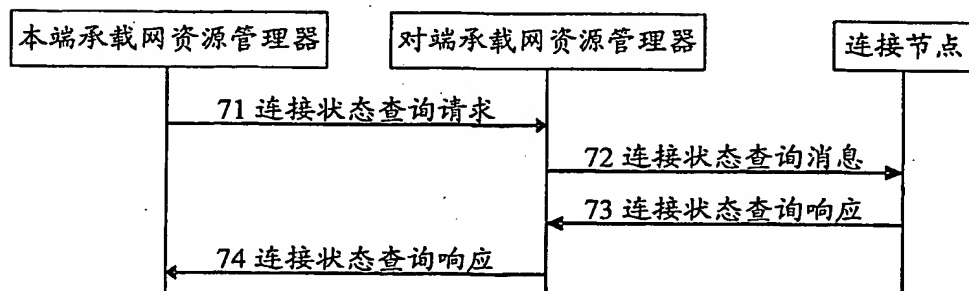 本端承载网资源管理器
对端承载网资源管理器
连接节点
71 连接状态查询请求
72 连接状态查询消息
73 连接状态查询响应
74 连接状态查询响应